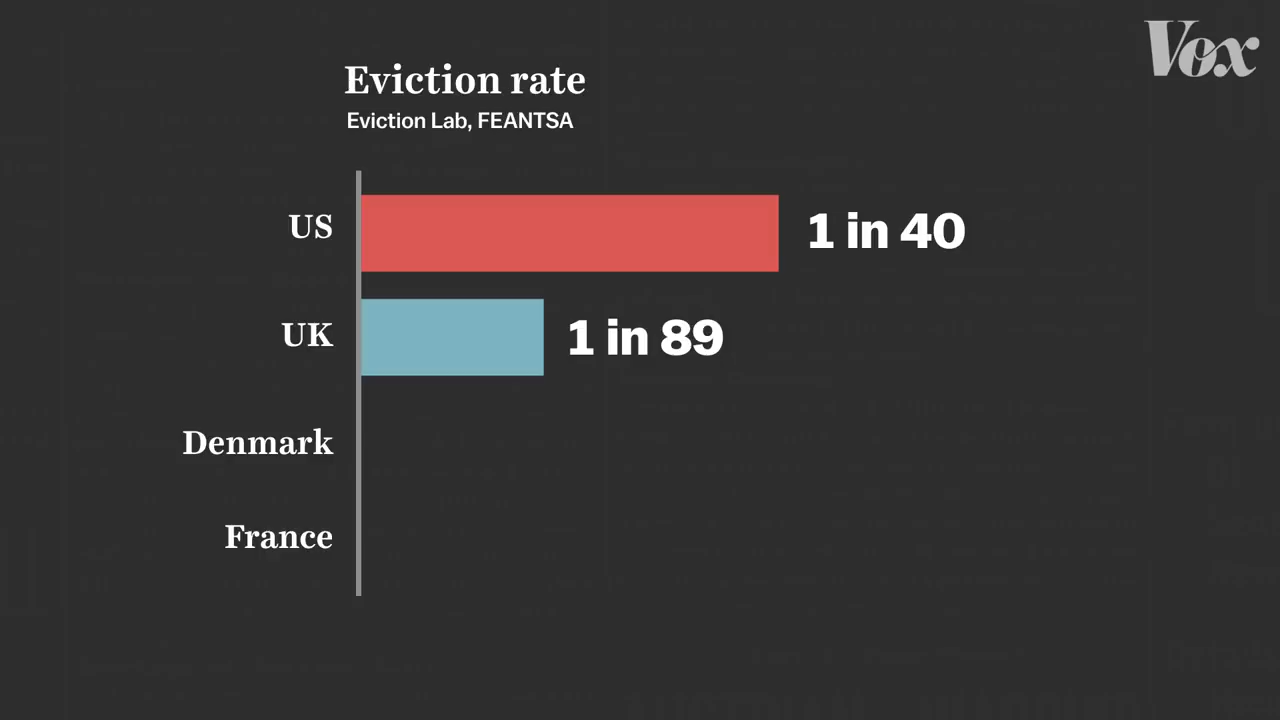 Vox
Eviction rate
Eviction Lab, FEANTSA
US
1 in 40
UK
1 in 89
Denmark
France